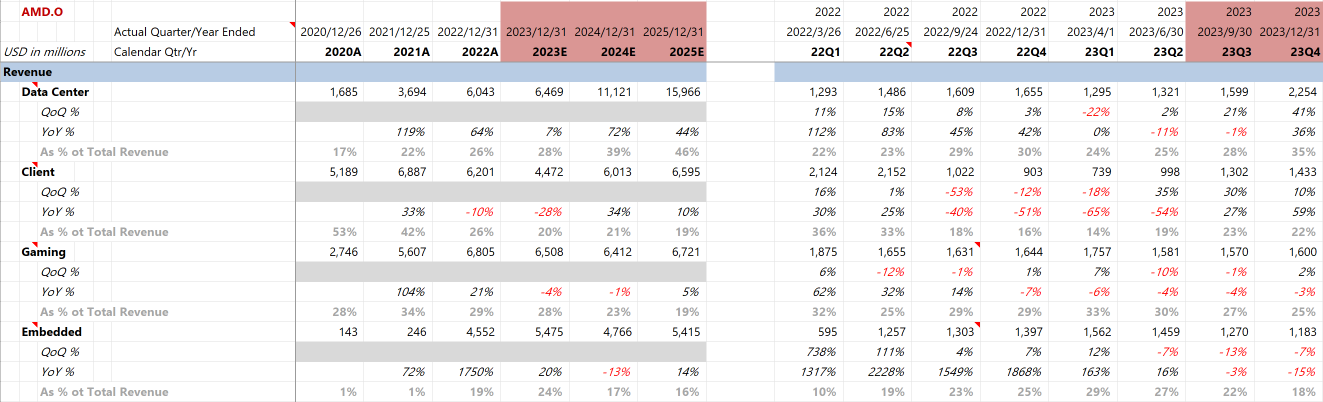 AMD.O 2022 2022 2022 2022 2023 2023 2023 2023
Actual Quarter/Year Ended 2020/12/26 2021/12/25 2022/12/31 2023/12/31 2024/12/31 2025/12/31 2022/3/26 2022/6/25 2022/9/24 2022/12/31 2023/4/1 2023/6/30 2023/9/30 2023/12/31
USD in millions Calendar Qtr/Yr 2020A 2021A 2022A 2023E 2024E 2025E 22Q1 22Q2 22Q3 22Q4 23Q1 23Q2 23Q3 23Q4
Revenue
Data Center 1,685 3,694 6,043 6,469 11,121 15,966 1,293 1,486 1,609 1,655 1,295 1,321 1,599 2,254
QoQ % 11% 15% 8% 3% -22% 2% 21% 41%
YoY % 119% 64% 7% 72% 44% 112% 83% 45% 42% 0% -11% -1% 36%
As % ot Total Revenue 17% 22% 26% 28% 39% 46% 22% 23% 29% 30% 24% 25% 28% 35%
Client 5,189 6,887 6,201 4,472 6,013 6,595 2,124 2,152 1,022 903 739 998 1,302 1,433
QoQ % 16% 1% -53% -12% -18% 35% 30% 10%
YoY % 33% -10% -28% 34% 10% 30% 25% -40% -51% -65% -54% 27% 59%
As % ot Total Revenue 53% 42% 26% 20% 21% 19% 36% 33% 18% 16% 14% 19% 23% 22%
Gaming 2,746 5,607 6,805 6,508 6,412 6,721 1,875 1,655 1,631 1,644 1,757 1,581 1,570 1,600
QoQ % 6% -12% -1% 1% 7% -10% -1% 2%
YoY % 104% 21% -4% -1% 5% 62% 32% 14% -7% -6% -4% -4% -3%
As % ot Total Revenue 28% 34% 29% 28% 23% 19% 32% 25% 29% 29% 33% 30% 27% 25%
Embedded 143 246 4,552 5,475 4,766 5,415 595 1,257 1,303 1,397 1,562 1,459 1,270 1,183
QoQ % 738% 111% 4% 7% 12% -7% -13% -7%
YoY % 72% 1750% 20% -13% 14% 1317% 2228% 1549% 1868% 163% 16% -3% -15%
As % ot Total Revenue 1% 1% 19% 24% 17% 16% 10% 19% 23% 25% 29% 27% 22% 18%